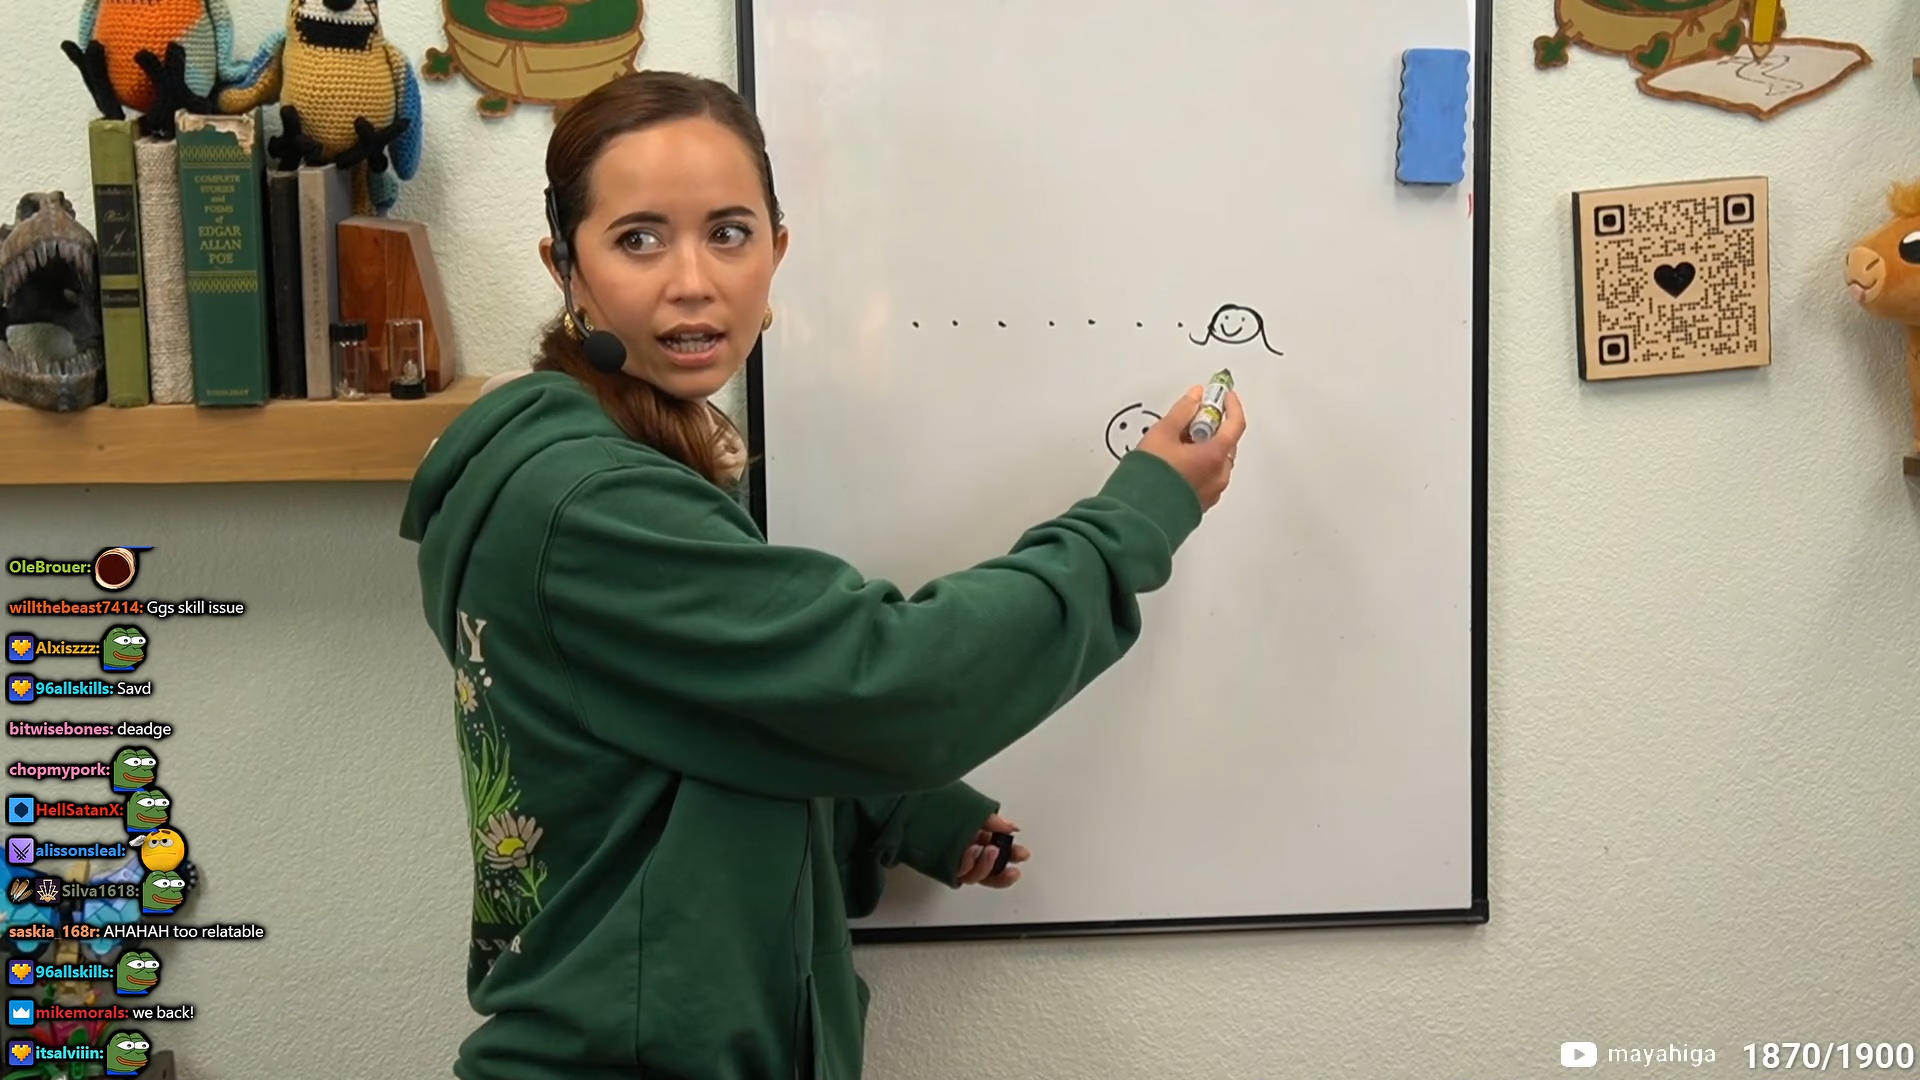 COMPLETE
STORIES
and
POEMS
of
EDGAR
ALLAN
POE
OleBrouer:
willthebeast7414: Ggs skill issue
Alxiszzz:
96allskills: Savd
bitwisebones: deadge
chopmypork:
HellSatanX:
alissonsleal:
Silva1618:
saskia_168r: AHAHAH too relatable
96allskills:
mikemorals: we back!
itsalviiin:
mayahiga 1870/1900